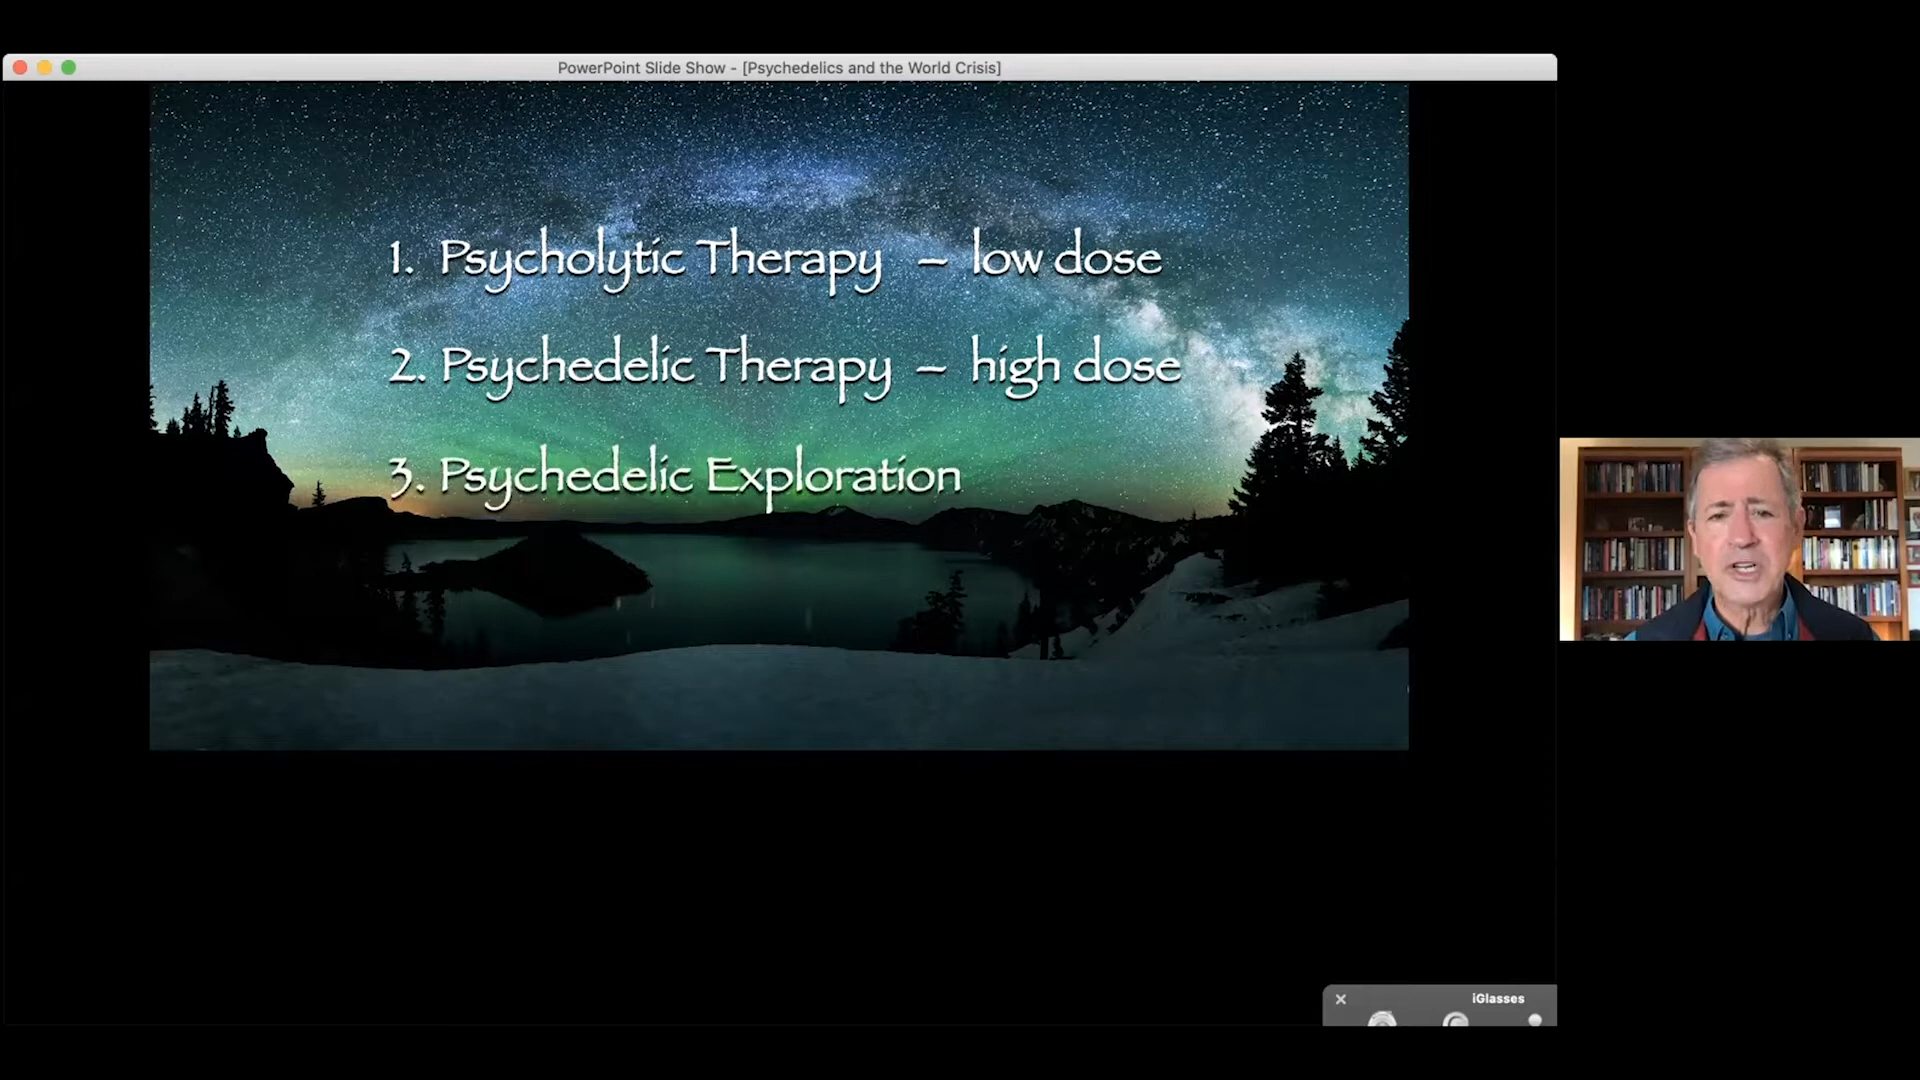 PowerPoint Slide Show - [Psychedelics and the World Crisis]
1. Psycholytic Therapy – low dose
2. Psychedelic Therapy – high dose
3. Psychedelic Exploration
iGlasses